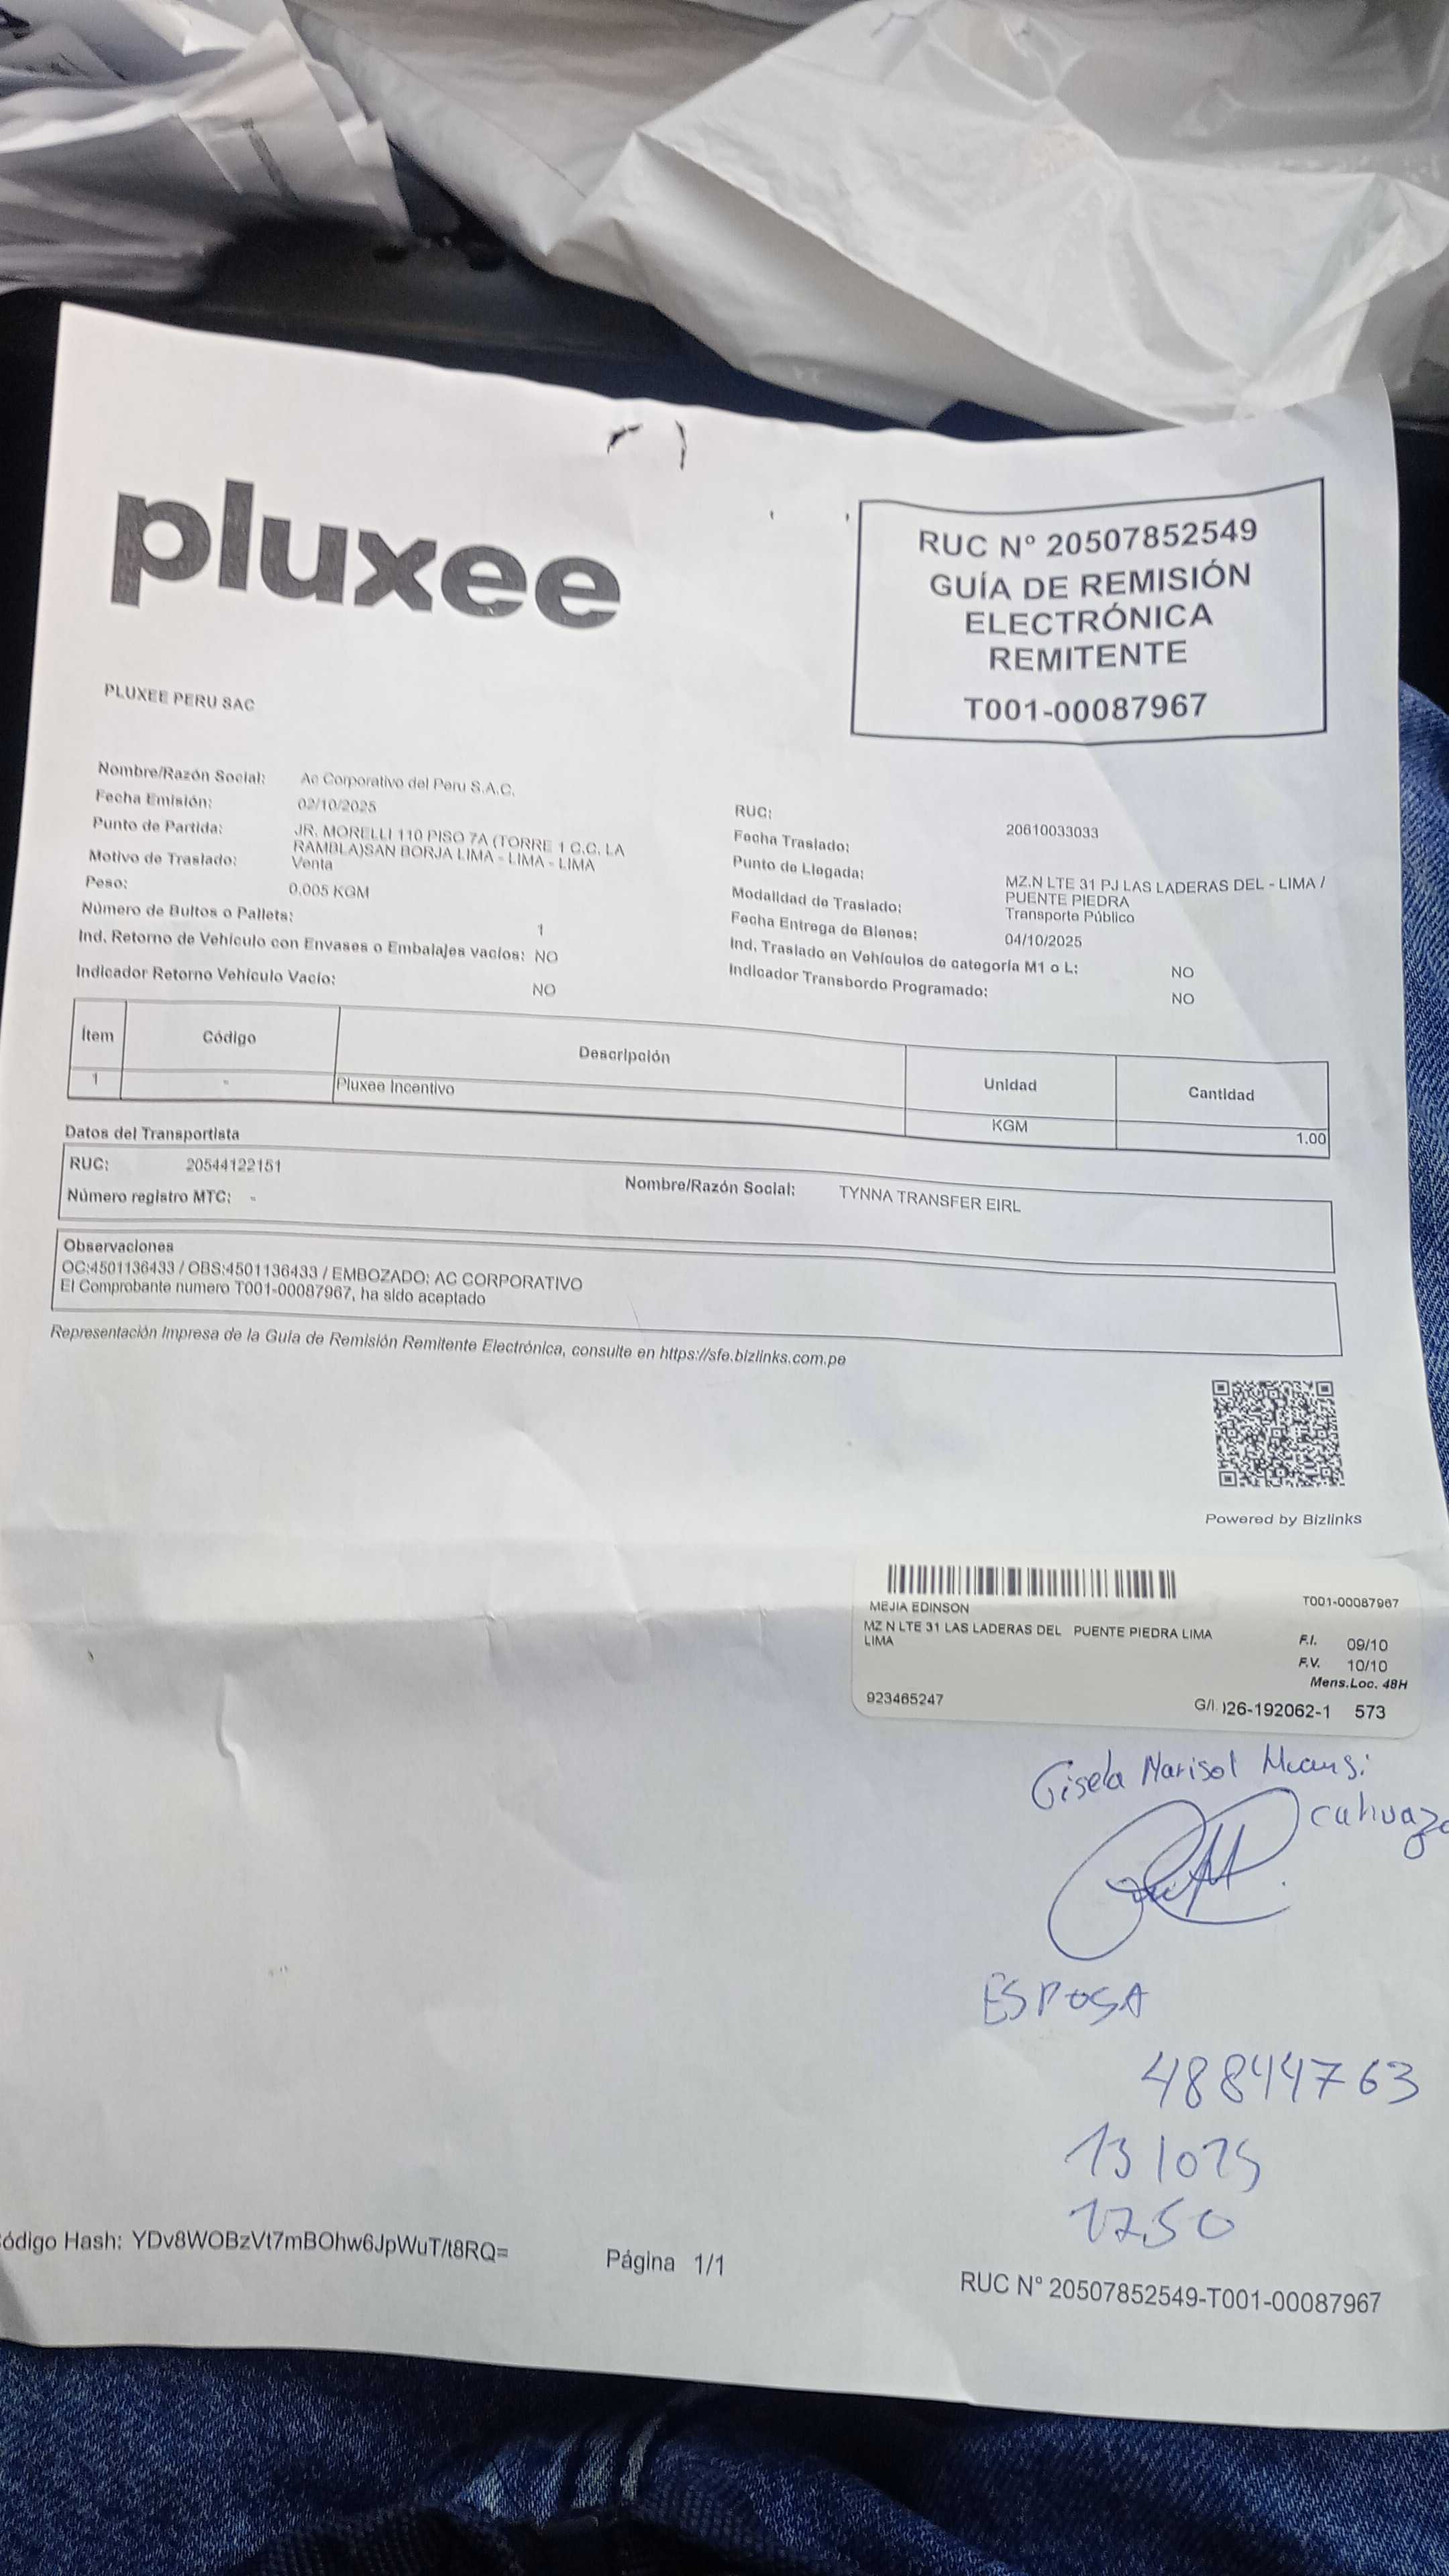 pluxee
RUC Nº 20507852549
GUÍA DE REMISIÓN
ELECTRÓNICA
REMITENTE
T001-00087967
PLUXEE PERU SAC
Nombre/Razón Social: Ac Corporativo del Peru S.A.C.
Fecha Emisión: 02/10/2025
Punto de Partida: JR. MORELLI 110 PISO 7A (TORRE 1 C.C. LA
RAMBLA)SAN BORJA LIMA - LIMA - LIMA
Motivo de Traslado: Venta
Peso: 0.005 KGM
Número de Bultos o Pallets: 1
Ind. Retorno de Vehículo con Envases o Embalajes vacíos: NO
Indicador Retorno Vehículo Vacío: NO
RUC: 20610033033
Fecha Traslado:
Punto de Llegada: MZ.N LTE 31 PJ LAS LADERAS DEL - LIMA /
PUENTE PIEDRA
Modalidad de Traslado: Transporte Público
Fecha Entrega de Bienes: 04/10/2025
Ind. Traslado en Vehículos de categoría M1 o L: NO
Indicador Transbordo Programado: NO
Ítem Código Descripción Unidad Cantidad
1 - Pluxee Incentivo KGM 1.00
Datos del Transportista
RUC: 20544122151 Nombre/Razón Social: TYNNA TRANSFER EIRL
Número registro MTC: -
Observaciones
OC:4501136433 / OBS:4501136433 / EMBOZADO: AC CORPORATIVO
El Comprobante numero T001-00087967, ha sido aceptado
Representación Impresa de la Guía de Remisión Remitente Electrónica, consulte en https://sfe.bizlinks.com.pe
Powered by Bizlinks
MEJIA EDINSON T001-00087967
MZ N LTE 31 LAS LADERAS DEL PUENTE PIEDRA LIMA
LIMA
F.I. 09/10
F.V. 10/10
Mens.Loc. 48H
923465247 G/I. )26-192062-1 573
Gisela Marisol
ESPOSA
48844763
131025
1250
ódigo Hash: YDv8WOBzVt7mBOhw6JpWuT/t8RQ= Página 1/1
RUC N° 20507852549-T001-00087967